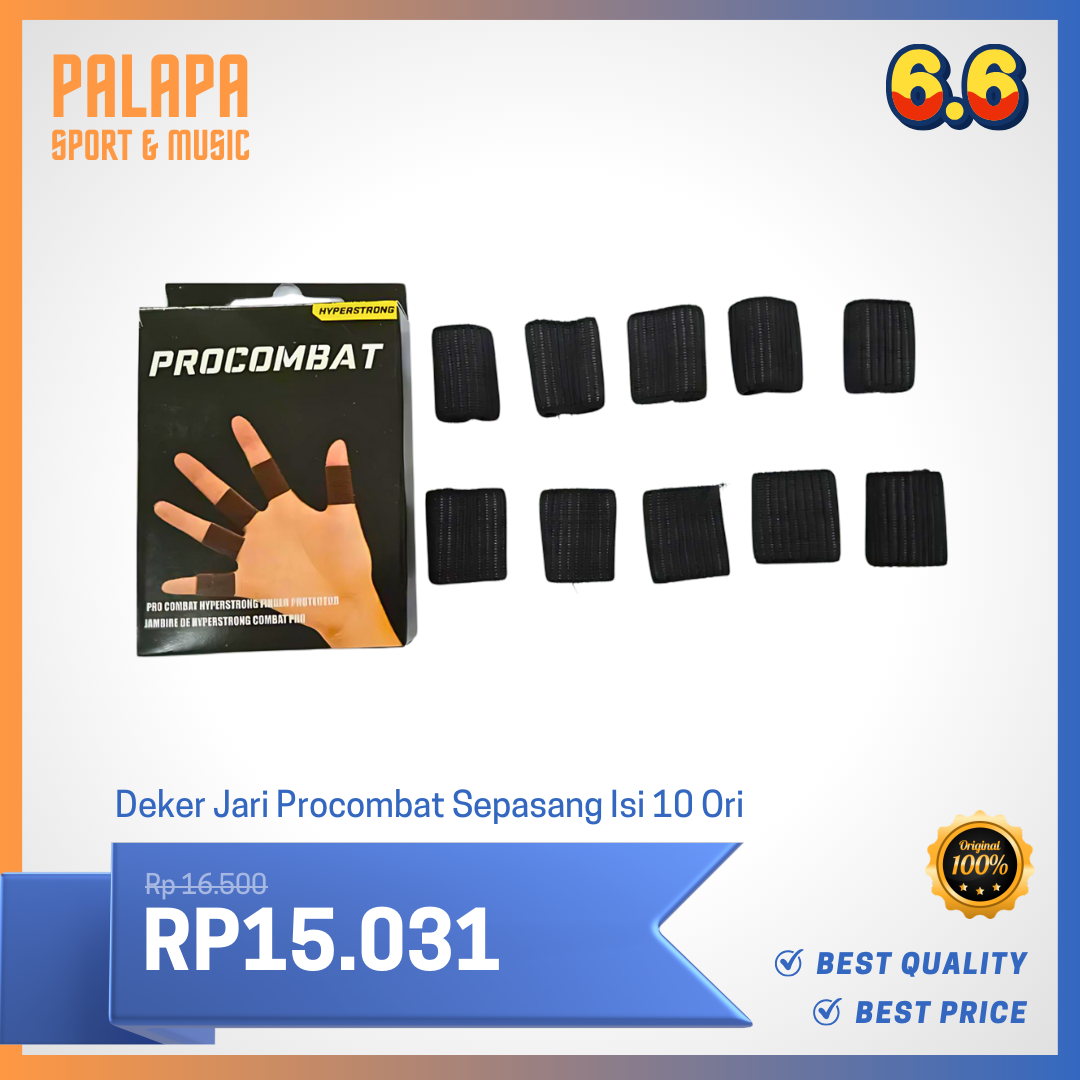 PALAPA
SPORT & MUSIC
6.6
HYPERSTRONG
PROCOMBAT
PRO COMBAT HYPERSTRONG FINGER PROTECTOR
JAMBIRE DE HYPERSTRONG COMBAT PRO
Deker Jari Procombat Sepasang Isi 10 Ori
Rp 16.500
RP15.031
Original
100%
BEST QUALITY
BEST PRICE